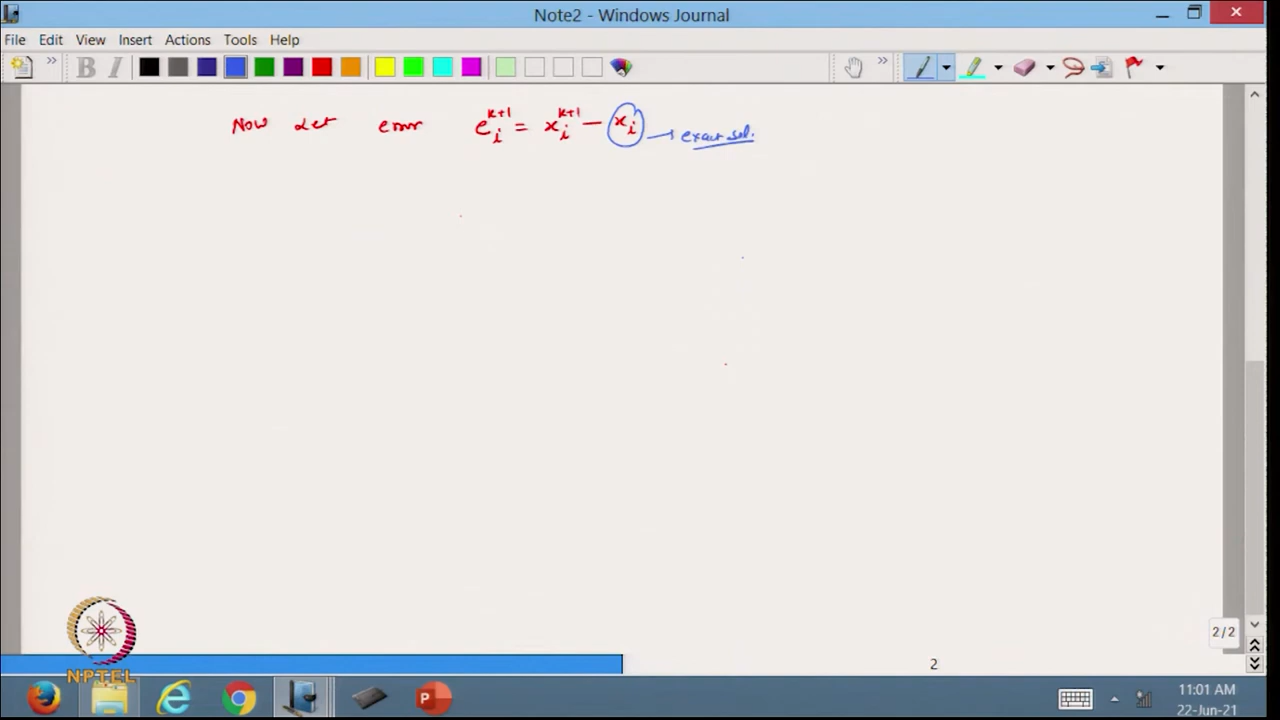 Note2 - Windows Journal
File Edit View Insert Actions Tools Help
B I
Now Let error e_i^{k+1} = x_i^{k+1} - x_i → exact sol.
2/2
2
NPTEL
11:01 AM
22-Jun-21